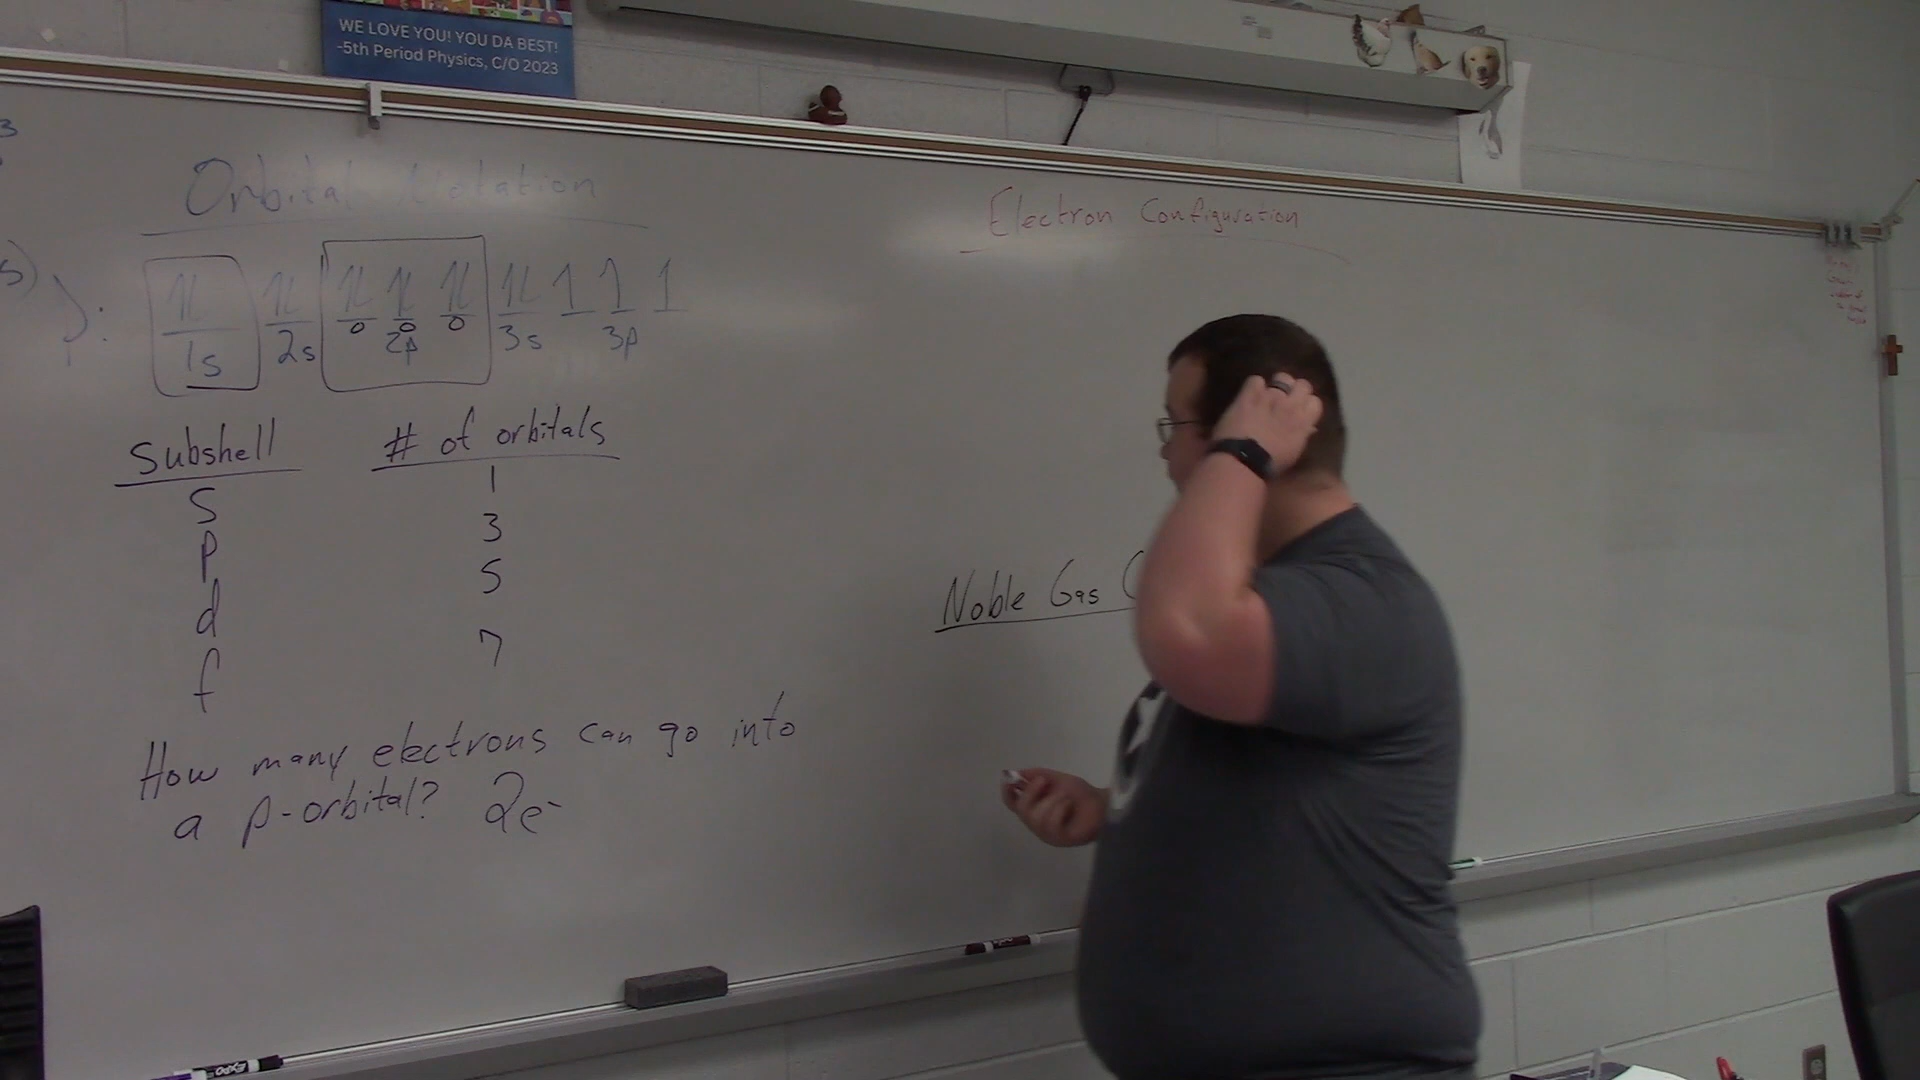 WE LOVE YOU! YOU DA BEST!
-5th Period Physics, C/O 2023
Orbital Notation
Electron Configuration
P:
1s 2s 2p 3s 3p
Subshell # of orbitals
s 1
p 3
d 5
f 7
How many electrons can go into
a p-orbital? 2e-
Noble Gas C
EXPO